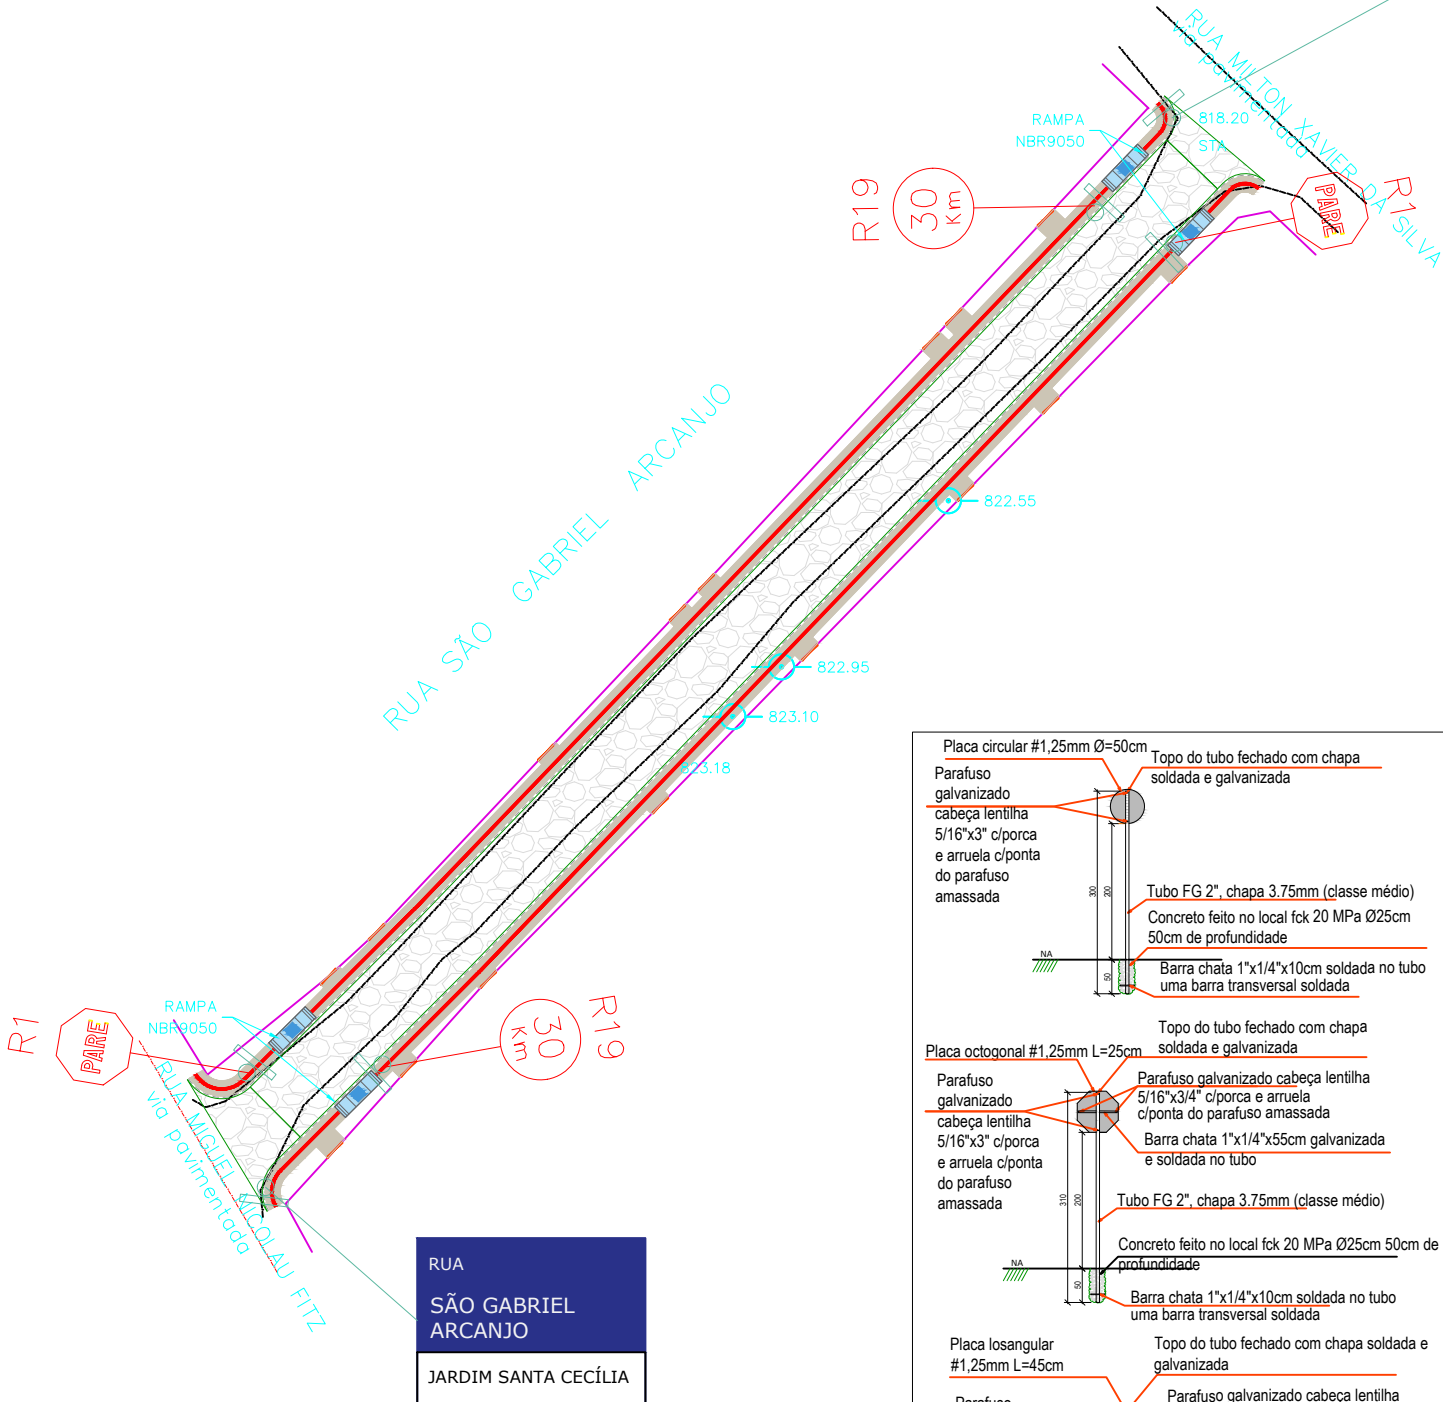 RUA MILTON XAVIER DA SILVA
via pavimentada
818.20
STA
RAMPA
NBR9050
R19
30
Km
R1
PARE
RUA SÃO GABRIEL ARCANJO
822.55
822.95
823.10
823.18
RAMPA
NBR9050
R1
PARE
R19
30
Km
RUA MIGUEL NICOLAU FITZ
via pavimentada
RUA
SÃO GABRIEL
ARCANJO
JARDIM SANTA CECÍLIA
Placa circular #1,25mm Ø=50cm
Topo do tubo fechado com chapa
soldada e galvanizada
Parafuso
galvanizado
cabeça lentilha
5/16"x3" c/porca
e arruela c/ponta
do parafuso
amassada
300
200
Tubo FG 2", chapa 3.75mm (classe médio)
Concreto feito no local fck 20 MPa Ø25cm
50cm de profundidade
NA
50
Barra chata 1"x1/4"x10cm soldada no tubo
uma barra transversal soldada
Topo do tubo fechado com chapa
soldada e galvanizada
Placa octogonal #1,25mm L=25cm
Parafuso
galvanizado
cabeça lentilha
5/16"x3" c/porca
e arruela c/ponta
do parafuso
amassada
Parafuso galvanizado cabeça lentilha
5/16"x3/4" c/porca e arruela
c/ponta do parafuso amassada
Barra chata 1"x1/4"x55cm galvanizada
e soldada no tubo
310
200
Tubo FG 2", chapa 3.75mm (classe médio)
Concreto feito no local fck 20 MPa Ø25cm 50cm de
profundidade
NA
50
Barra chata 1"x1/4"x10cm soldada no tubo
uma barra transversal soldada
Placa losangular
#1,25mm L=45cm
Topo do tubo fechado com chapa soldada e
galvanizada
Parafuso
Parafuso galvanizado cabeça lentilha